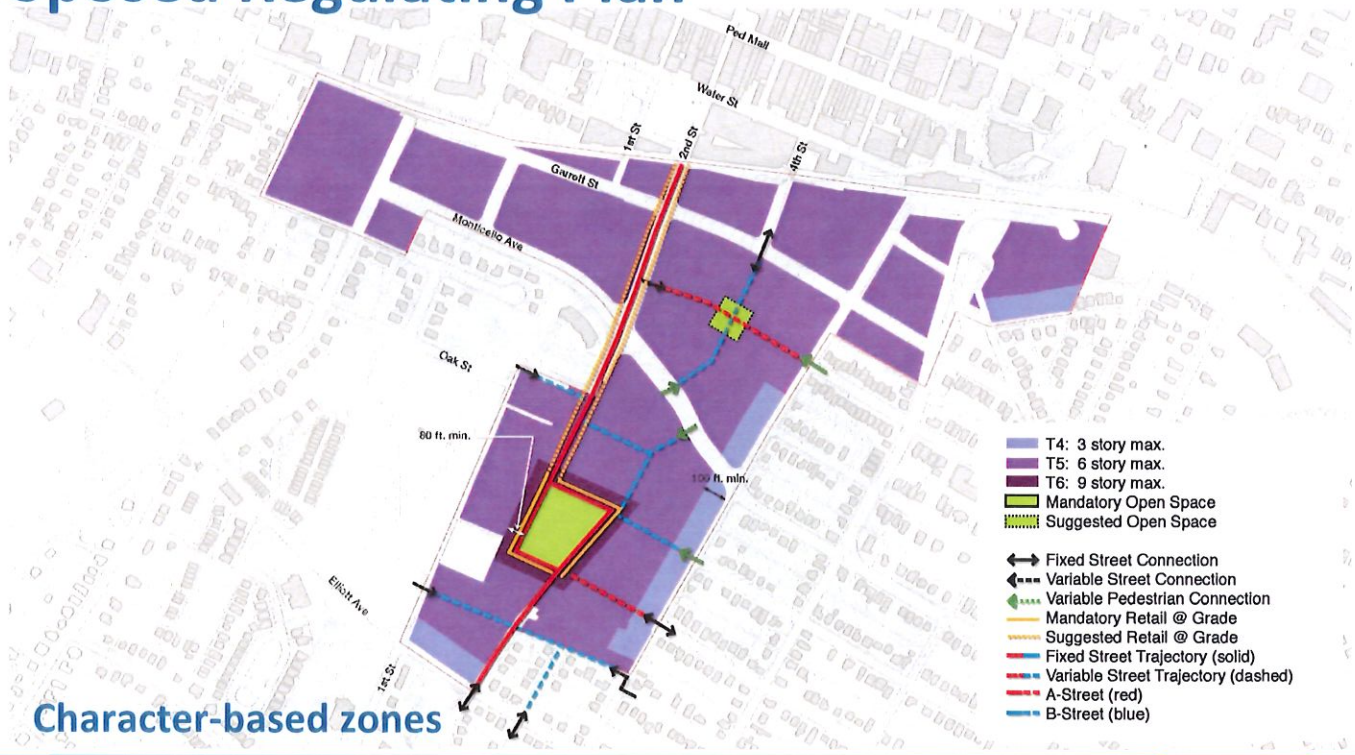 Regulating Plan
Ped Mall
Water St
1st St
2nd St
4th St
Garrett St
Monticello Ave
Oak St
80 ft. min.
100 ft. min.
T4: 3 story max.
T5: 6 story max.
T6: 9 story max.
Mandatory Open Space
Suggested Open Space
Fixed Street Connection
Variable Street Connection
Variable Pedestrian Connection
Mandatory Retail @ Grade
Suggested Retail @ Grade
Fixed Street Trajectory (solid)
Variable Street Trajectory (dashed)
A-Street (red)
B-Street (blue)
Elliott Ave
1st St
Character-based zones